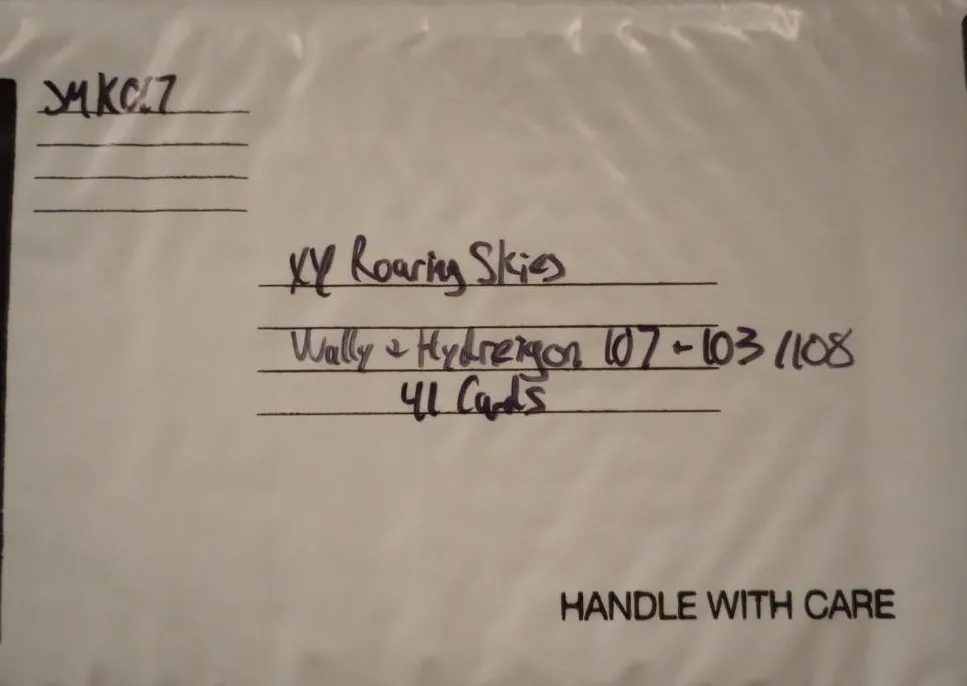 XY Roaring Skies
Wally & Hydreigon 107 - 103/108
41 Cards
HANDLE WITH CARE